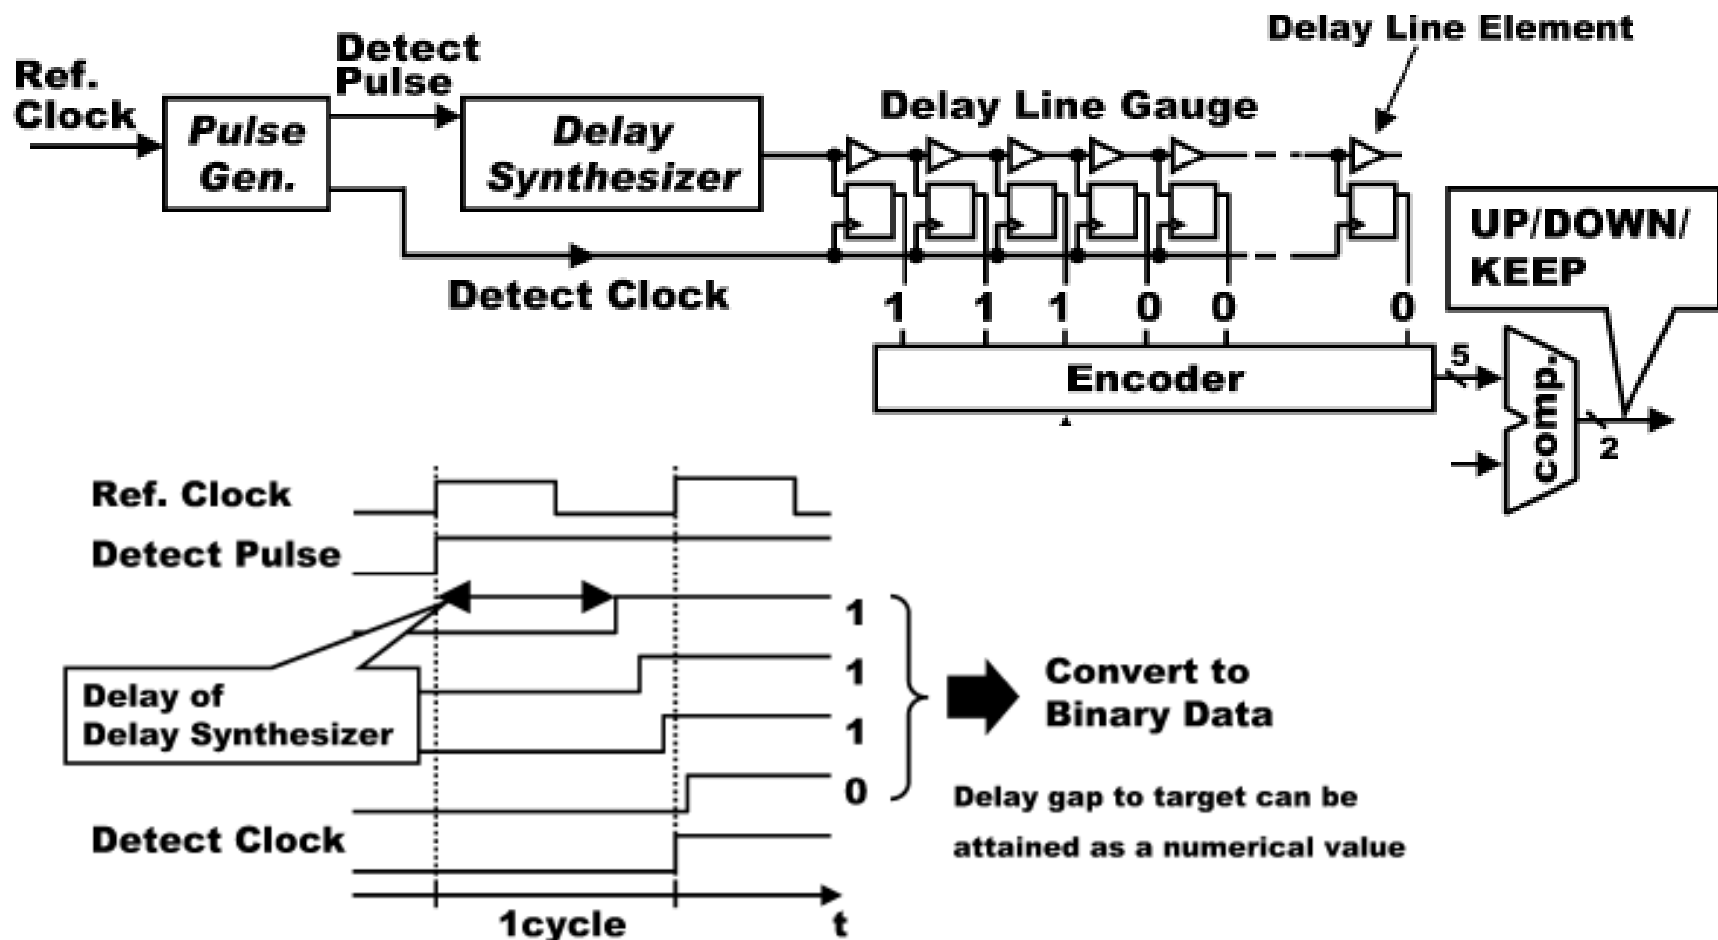 Delay Line Element
Ref.
Clock
Detect
Pulse
Pulse
Gen.
Delay
Synthesizer
Delay Line Gauge
Detect Clock
1 1 1 0 0 0
UP/DOWN/
KEEP
Encoder
5
comp.
2
Ref. Clock
Detect Pulse
1
1
1
0
Delay of
Delay Synthesizer
Convert to
Binary Data
Delay gap to target can be
attained as a numerical value
Detect Clock
1cycle
t